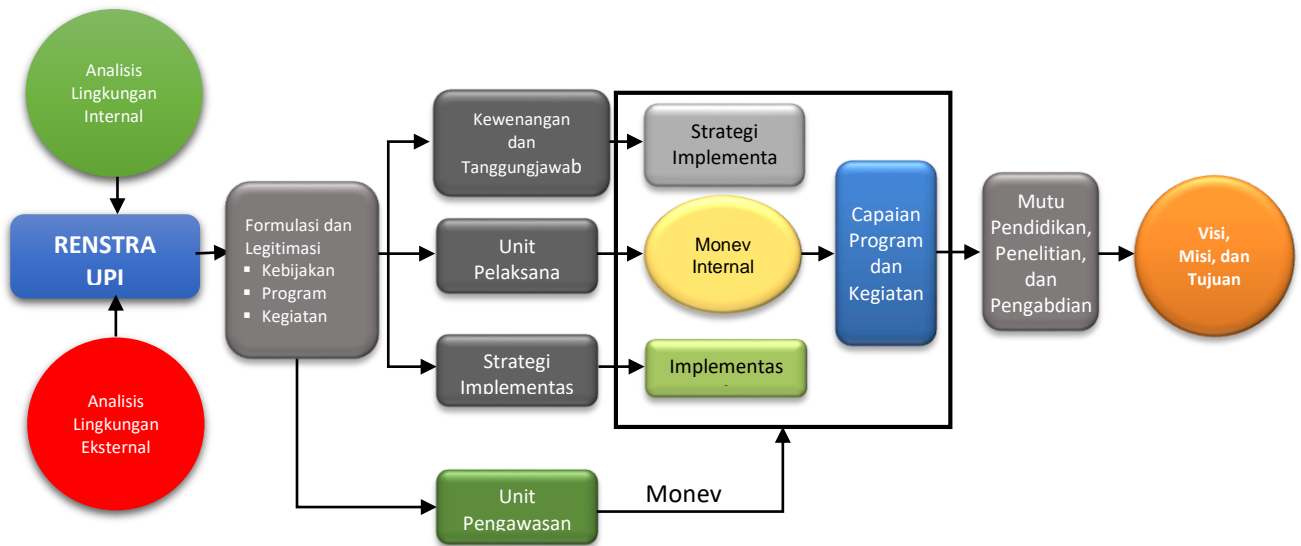 Analisis
Lingkungan
Internal
RENSTRA
UPI
Analisis
Lingkungan
Eksternal
Formulasi dan
Legitimasi
▪ Kebijakan
▪ Program
▪ Kegiatan
Kewenangan
dan
Tanggungjawab
Unit
Pelaksana
Strategi
Implementas
Unit
Pengawasan
Monev
Strategi
Implementa
Monev
Internal
Implementas
Capaian
Program
dan
Kegiatan
Mutu
Pendidikan,
Penelitian,
dan
Pengabdian
Visi,
Misi, dan
Tujuan